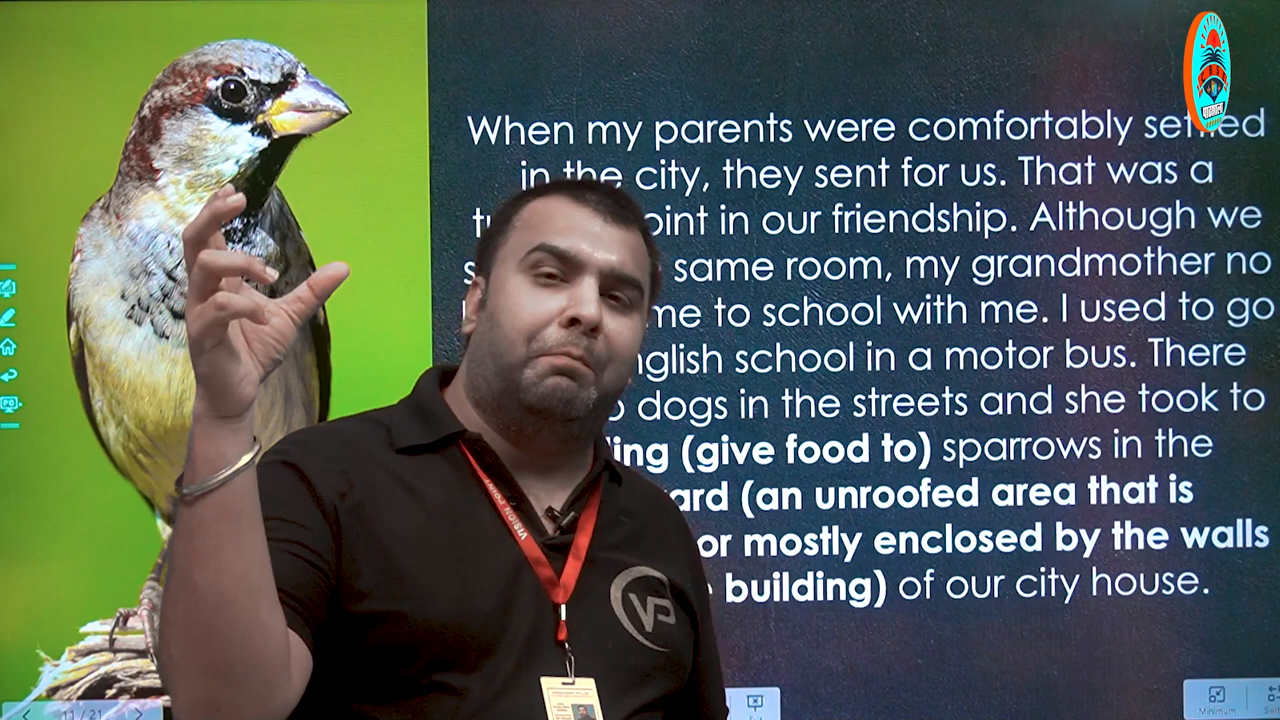 When my parents were comfortably settled
in the city, they sent for us. That was a
point in our friendship. Although we
same room, my grandmother no
me to school with me. I used to go
English school in a motor bus. There
dogs in the streets and she took to
(give food to) sparrows in the
(an unroofed area that is
or mostly enclosed by the walls
building) of our city house.
VISION POINT
VP
PC
11/21
Minimum